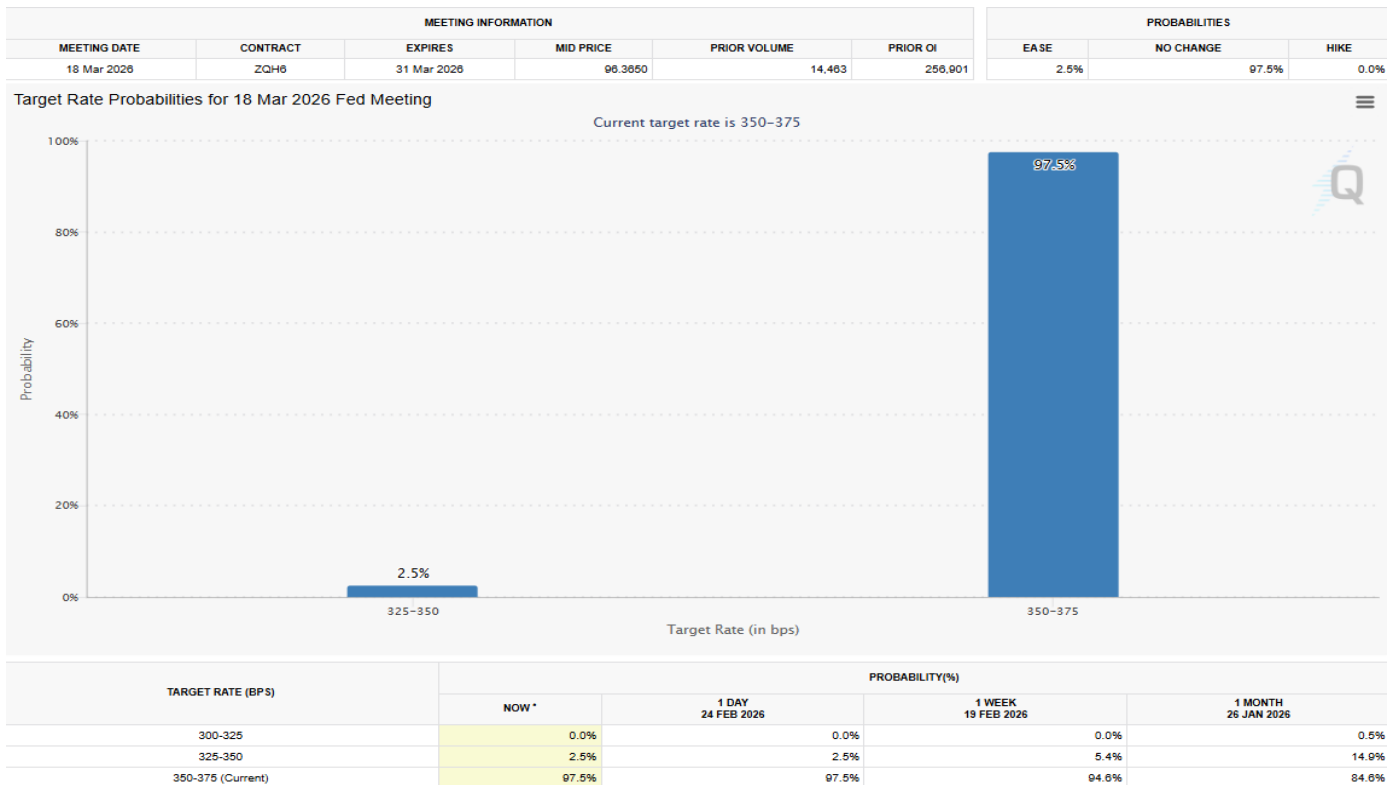 MEETING INFORMATION PROBABILITIES
MEETING DATE CONTRACT EXPIRES MID PRICE PRIOR VOLUME PRIOR OI EASE NO CHANGE HIKE
18 Mar 2026 ZQH6 31 Mar 2026 96.3650 14,463 256,901 2.5% 97.5% 0.0%
Target Rate Probabilities for 18 Mar 2026 Fed Meeting
Current target rate is 350-375
100%
80%
60%
40%
20%
0%
Probability
97.5%
Q
2.5%
325-350 350-375
Target Rate (in bps)
TARGET RATE (BPS) PROBABILITY(%)
NOW * 1 DAY 1 WEEK 1 MONTH
24 FEB 2026 19 FEB 2026 26 JAN 2026
300-325 0.0% 0.0% 0.0% 0.5%
325-350 2.5% 2.5% 5.4% 14.9%
350-375 (Current) 97.5% 97.5% 94.6% 84.6%